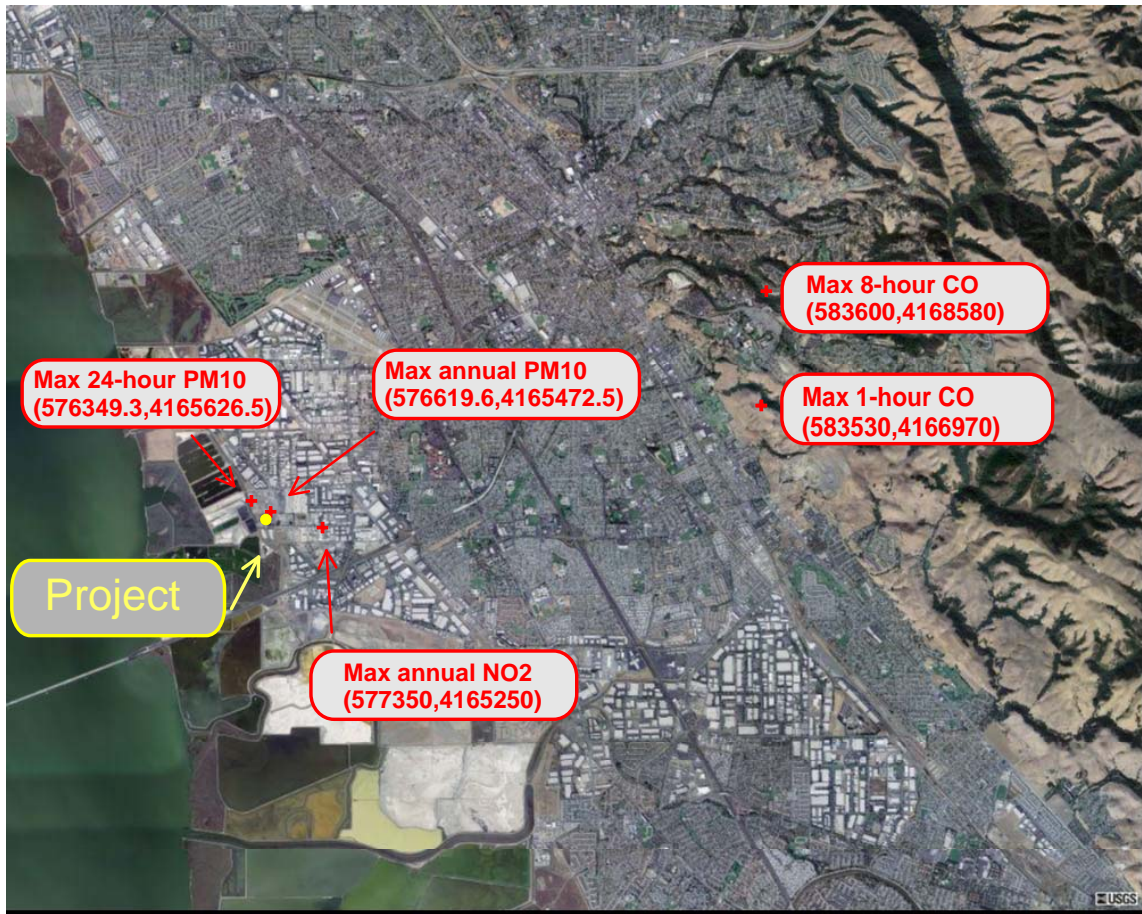 Max 8-hour CO
(583600,4168580)
Max 24-hour PM10
(576349.3,4165626.5)
Max annual PM10
(576619.6,4165472.5)
Max 1-hour CO
(583530,4166970)
Project
Max annual NO2
(577350,4165250)
USGS